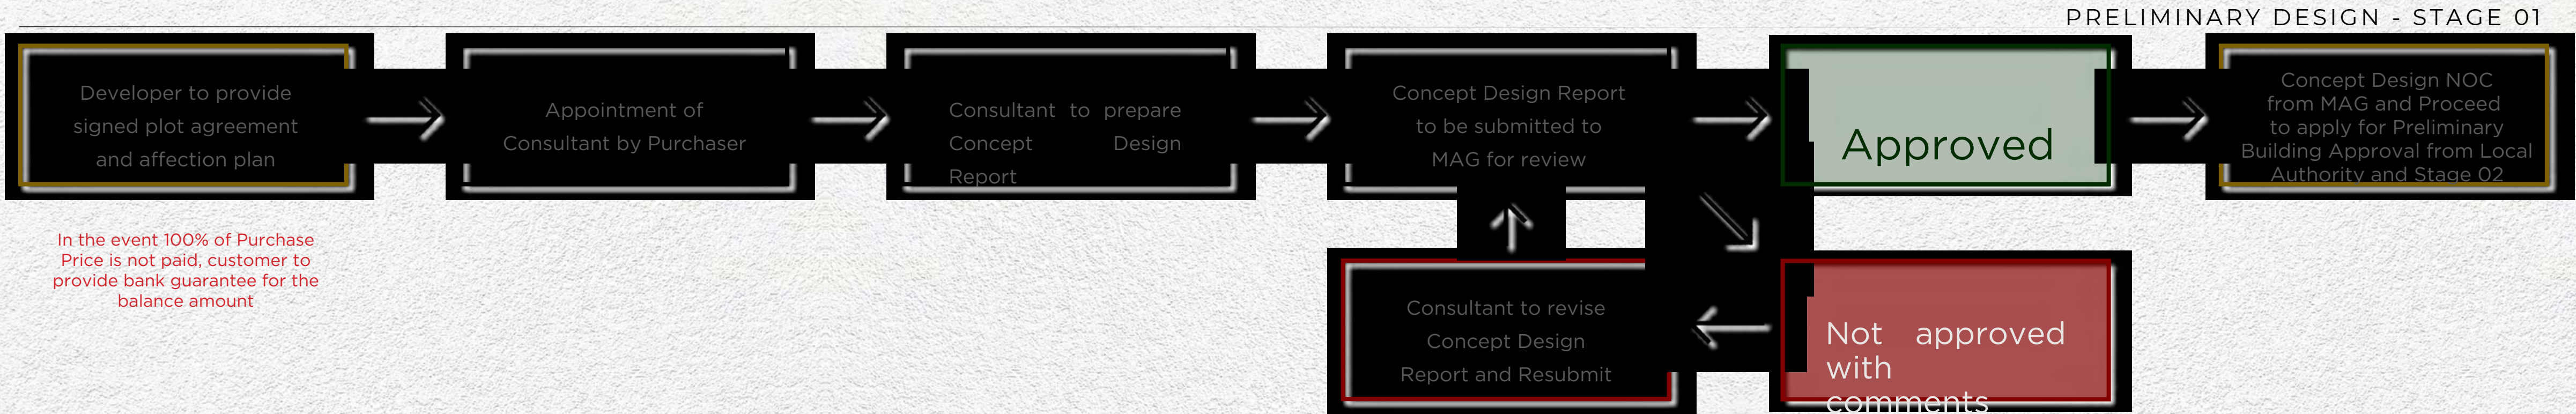 PRELIMINARY DESIGN - STAGE 01
Developer to provide
signed plot agreement
and affection plan
Appointment of
Consultant by Purchaser
Consultant to prepare
Concept Design
Report
Concept Design Report
to be submitted to
MAG for review
Approved
Concept Design NOC
from MAG and Proceed
to apply for Preliminary
Building Approval from Local
Authority and Stage 02
In the event 100% of Purchase
Price is not paid, customer to
provide bank guarantee for the
balance amount
Consultant to revise
Concept Design
Report and Resubmit
Not approved
with
comments